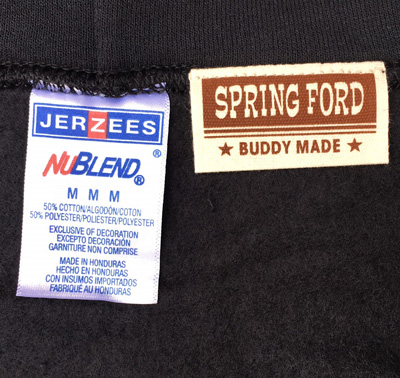 JERZEES ®
NUBLEND®
M M M
50% COTTON/ALGODÓN/COTON
50% POLYESTER/POLIÉSTER/POLYESTER
EXCLUSIVE OF DECORATION
EXCEPTO DECORACIÓN
GARNITURE NON COMPRISE
MADE IN HONDURAS
HECHO EN HONDURAS
CON INSUMOS IMPORTADOS
FABRIQUÉ AU HONDURAS
SPRING FORD
★ BUDDY MADE ★